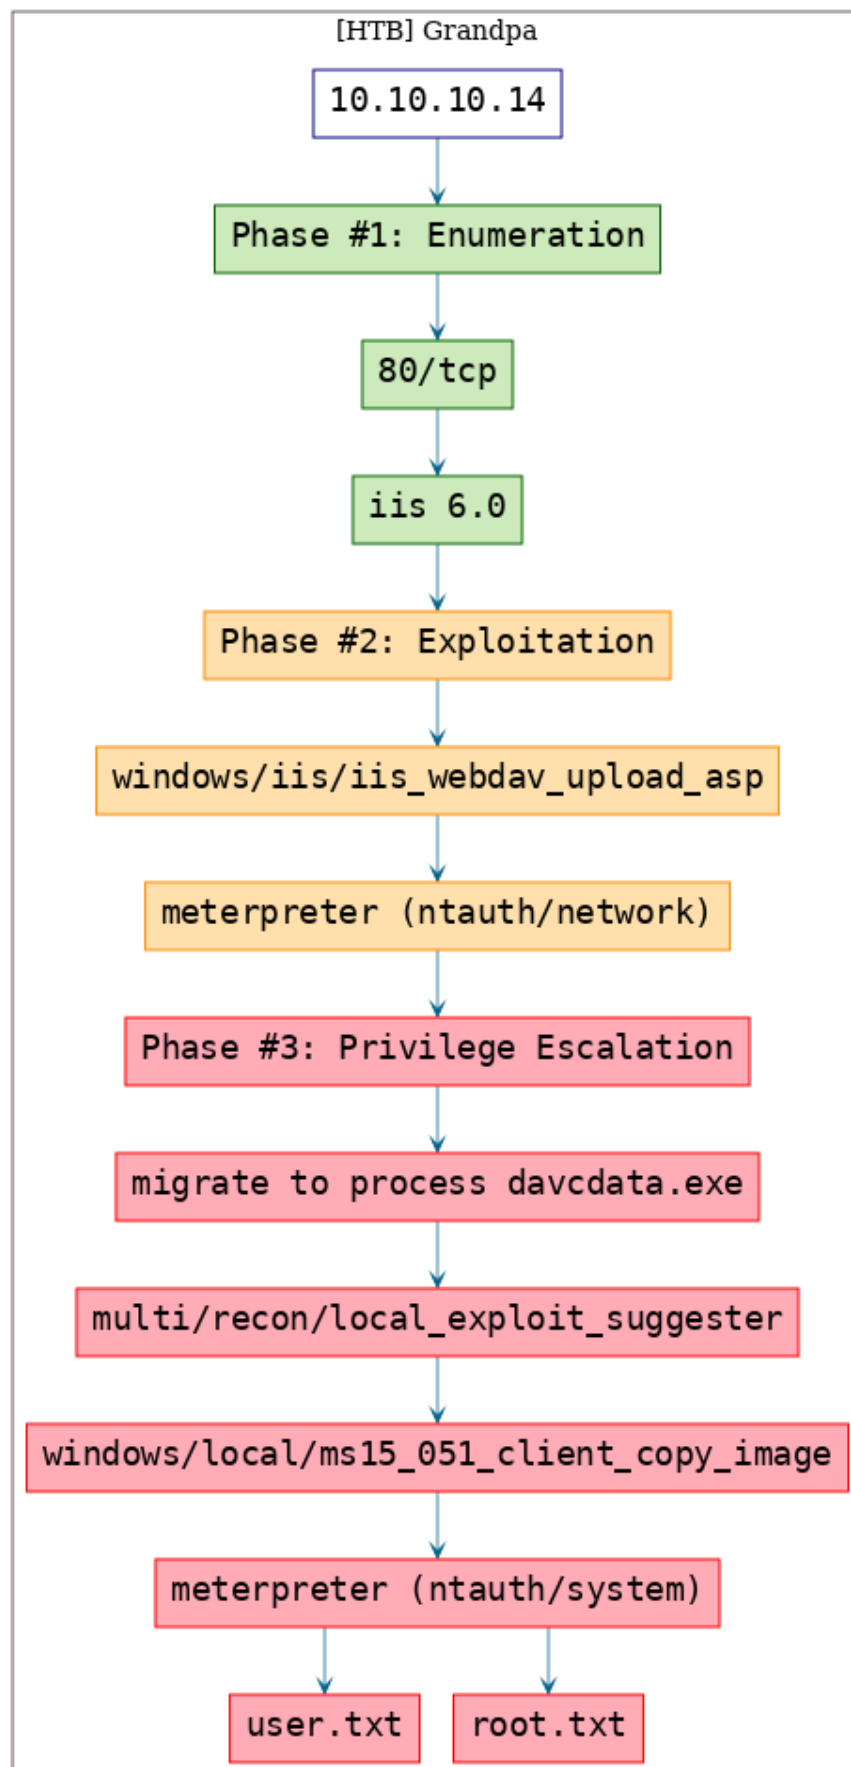 [HTB] Grandpa
10.10.10.14
Phase #1: Enumeration
80/tcp
iis 6.0
Phase #2: Exploitation
windows/iis/iis_webdav_upload_asp
meterpreter (ntauth/network)
Phase #3: Privilege Escalation
migrate to process davcdata.exe
multi/recon/local_exploit_suggester
windows/local/ms15_051_client_copy_image
meterpreter (ntauth/system)
user.txt
root.txt